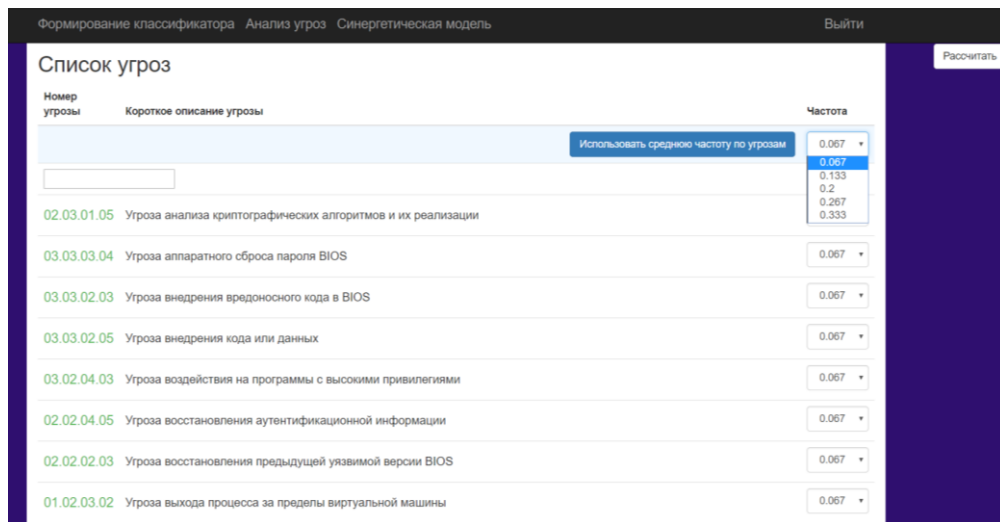 Формирование классификатора Анализ угроз Синергетическая модель Выйти
Рассчитать
Список угроз
Номер угрозы Короткое описание угрозы Частота
Использовать среднюю частоту по угрозам 0.067
0.067
0.133
0.2
0.267
0.333
02.03.01.05 Угроза анализа криптографических алгоритмов и их реализации
03.03.03.04 Угроза аппаратного сброса пароля BIOS 0.067
03.03.02.03 Угроза внедрения вредоносного кода в BIOS 0.067
03.03.02.05 Угроза внедрения кода или данных 0.067
03.02.04.03 Угроза воздействия на программы с высокими привилегиями 0.067
02.02.04.05 Угроза восстановления аутентификационной информации 0.067
02.02.02.03 Угроза восстановления предыдущей уязвимой версии BIOS 0.067
01.02.03.02 Угроза выхода процесса за пределы виртуальной машины 0.067